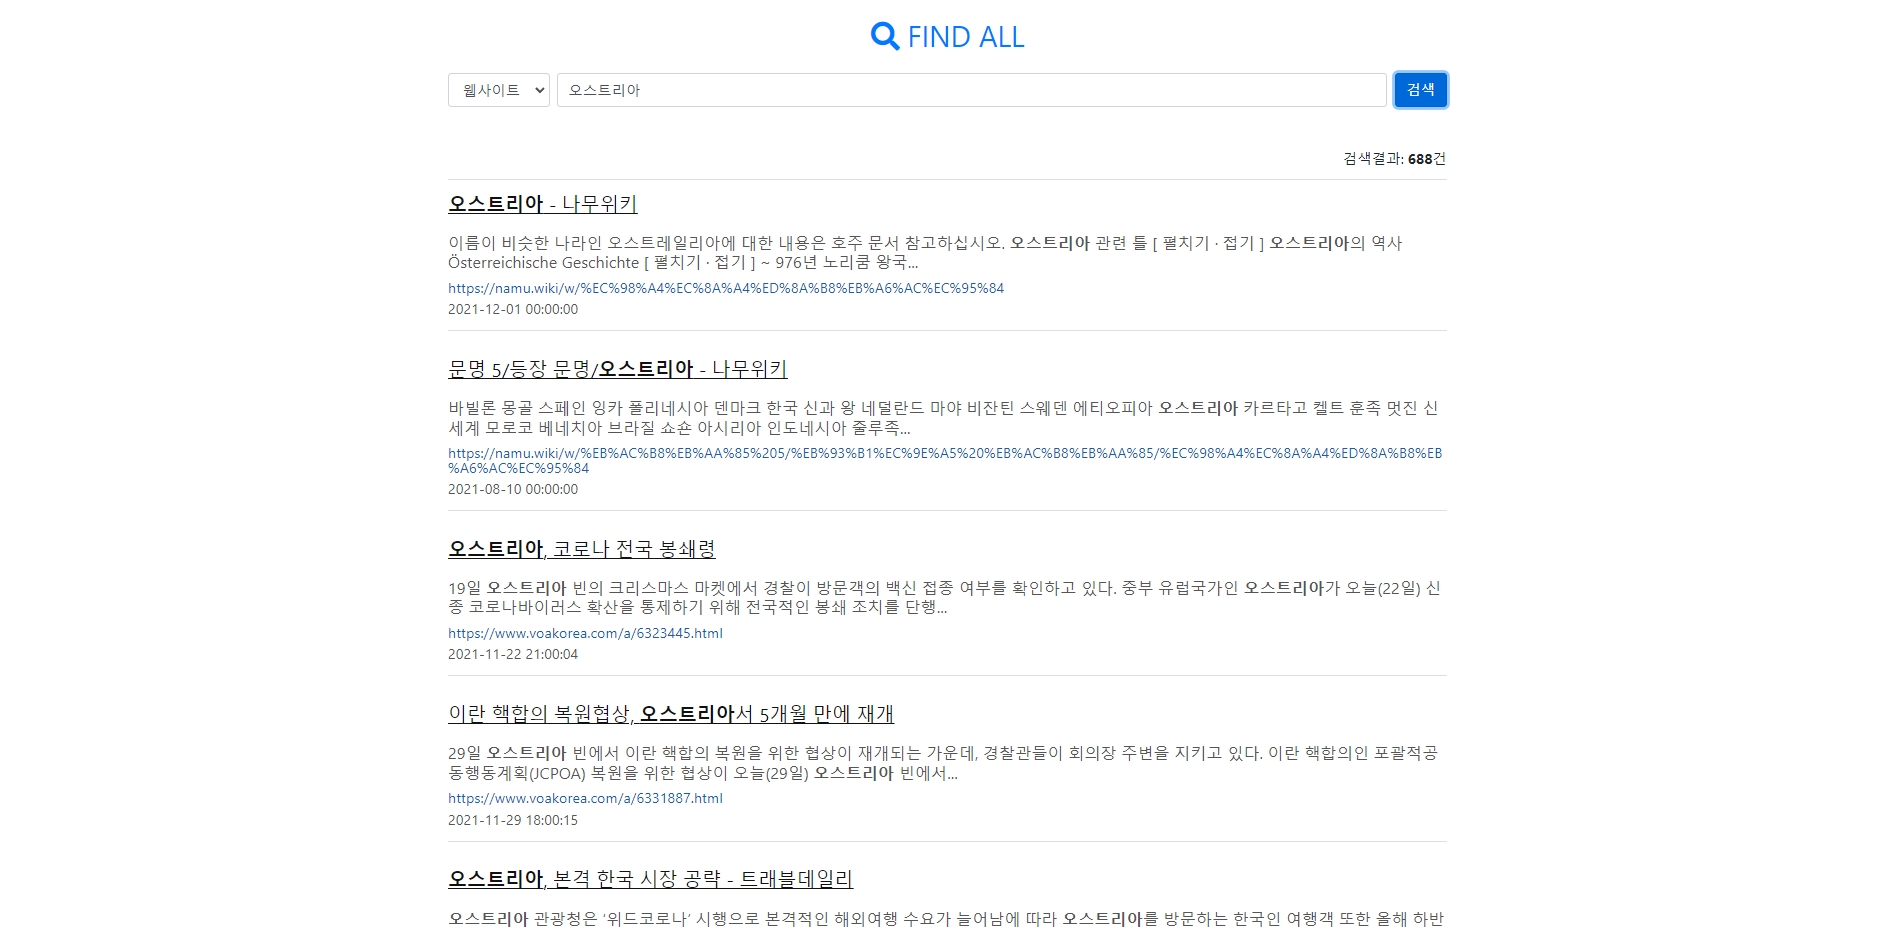 FIND ALL
웹사이트 오스트리아 검색
검색결과: 688건
오스트리아 - 나무위키
이름이 비슷한 나라인 오스트레일리아에 대한 내용은 호주 문서 참고하십시오. 오스트리아 관련 틀 [ 펼치기 · 접기 ] 오스트리아의 역사
Österreichische Geschichte [ 펼치기 · 접기 ] ~ 976년 노리쿰 왕국...
https://namu.wiki/w/%EC%98%A4%EC%8A%A4%ED%8A%B8%EB%A6%AC%EC%95%84
2021-12-01 00:00:00
문명 5/등장 문명/오스트리아 - 나무위키
바빌론 몽골 스페인 잉카 폴리네시아 덴마크 한국 신과 왕 네덜란드 마야 비잔틴 스웨덴 에티오피아 오스트리아 카르타고 켈트 훈족 멋진 신
세계 모로코 베네치아 브라질 쇼숀 아시리아 인도네시아 줄루족...
https://namu.wiki/w/%EB%AC%B8%EB%AA%85%205/%EB%93%B1%EC%9E%A5%20%EB%AC%B8%EB%AA%85/%EC%98%A4%EC%8A%A4%ED%8A%B8%EB
%A6%AC%EC%95%84
2021-08-10 00:00:00
오스트리아, 코로나 전국 봉쇄령
19일 오스트리아 빈의 크리스마스 마켓에서 경찰이 방문객의 백신 접종 여부를 확인하고 있다. 중부 유럽국가인 오스트리아가 오늘(22일) 신
종 코로나바이러스 확산을 통제하기 위해 전국적인 봉쇄 조치를 단행...
https://www.voakorea.com/a/6323445.html
2021-11-22 21:00:04
이란 핵합의 복원협상, 오스트리아서 5개월 만에 재개
29일 오스트리아 빈에서 이란 핵합의 복원을 위한 협상이 재개되는 가운데, 경찰관들이 회의장 주변을 지키고 있다. 이란 핵합의인 포괄적공
동행동계획(JCPOA) 복원을 위한 협상이 오늘(29일) 오스트리아 빈에서...
https://www.voakorea.com/a/6331887.html
2021-11-29 18:00:15
오스트리아, 본격 한국 시장 공략 - 트래블데일리
오스트리아 관광청은 '위드코로나' 시행으로 본격적인 해외여행 수요가 늘어남에 따라 오스트리아를 방문하는 한국인 여행객 또한 올해 하반